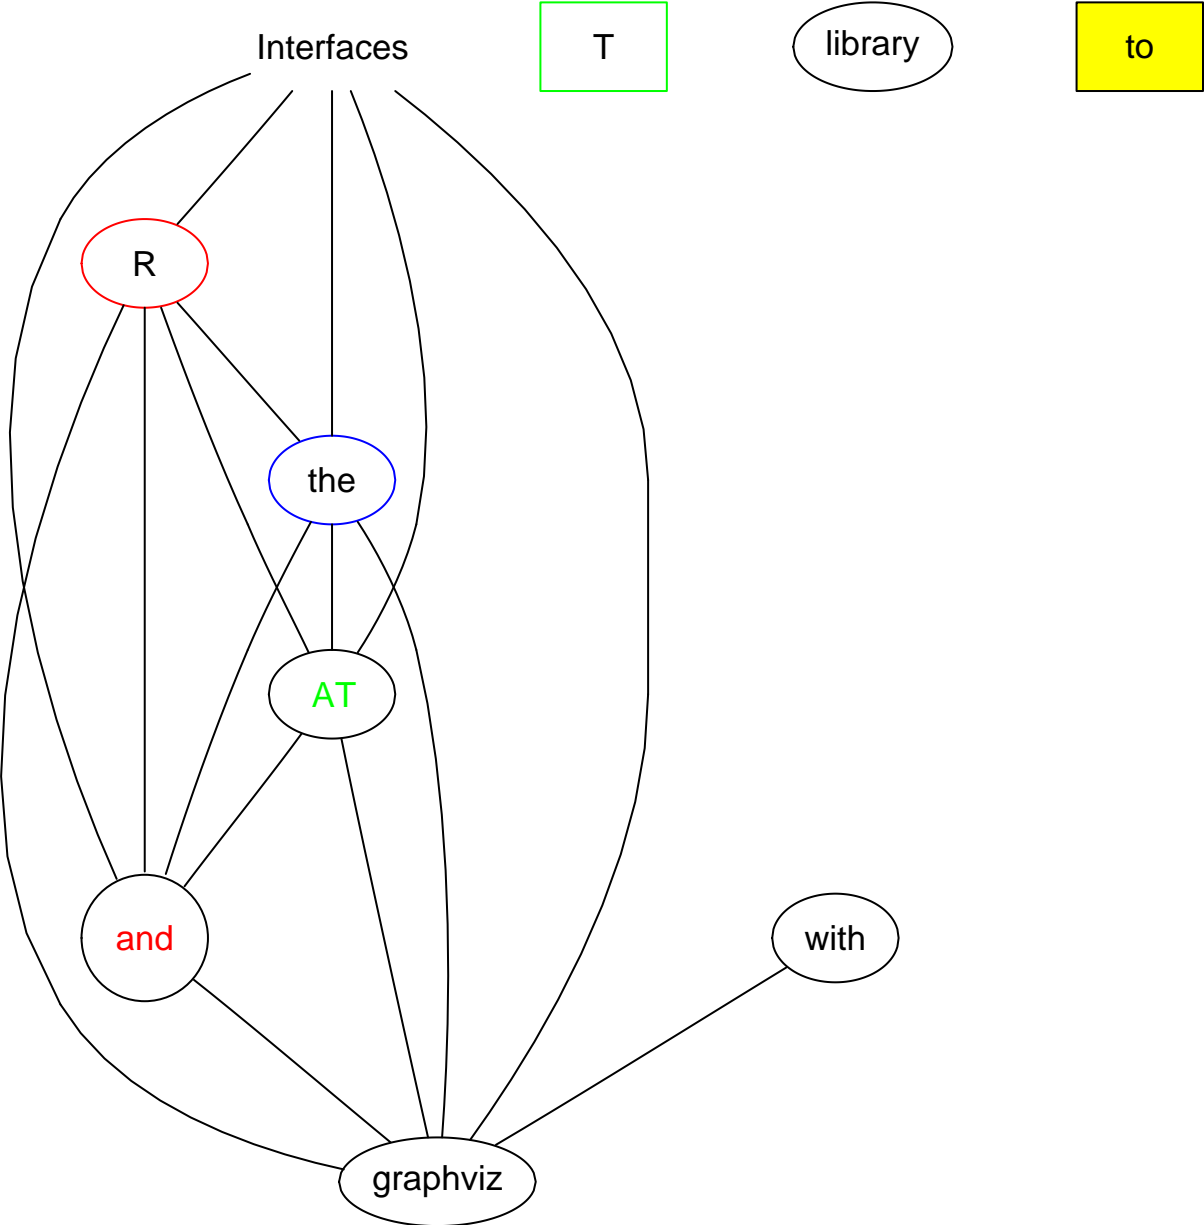 Interfaces
T
library
to
R
the
AT
and
with
graphviz